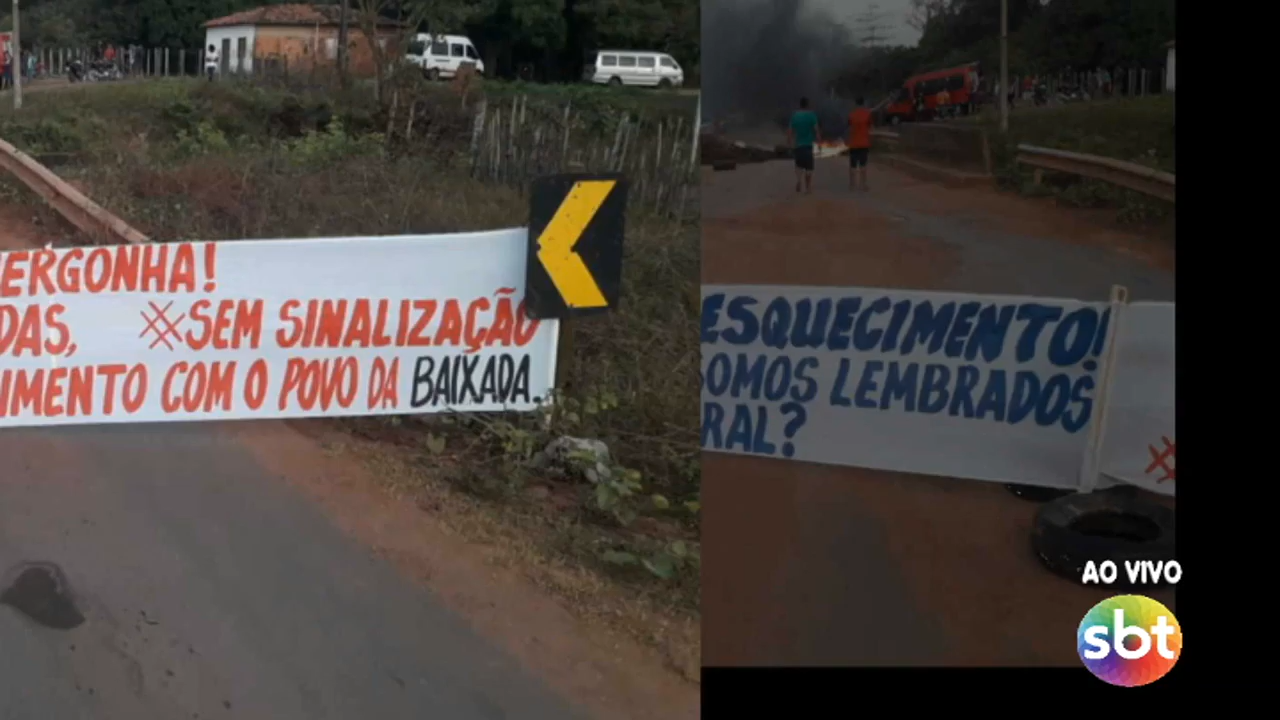 ERGONHA!
DAS, #SEM SINALIZAÇÃO
IMENTO COM O POVO DA BAIXADA.
ESQUECIMENTO!
SOMOS LEMBRADOS
RAL?
#
AO VIVO
sbt